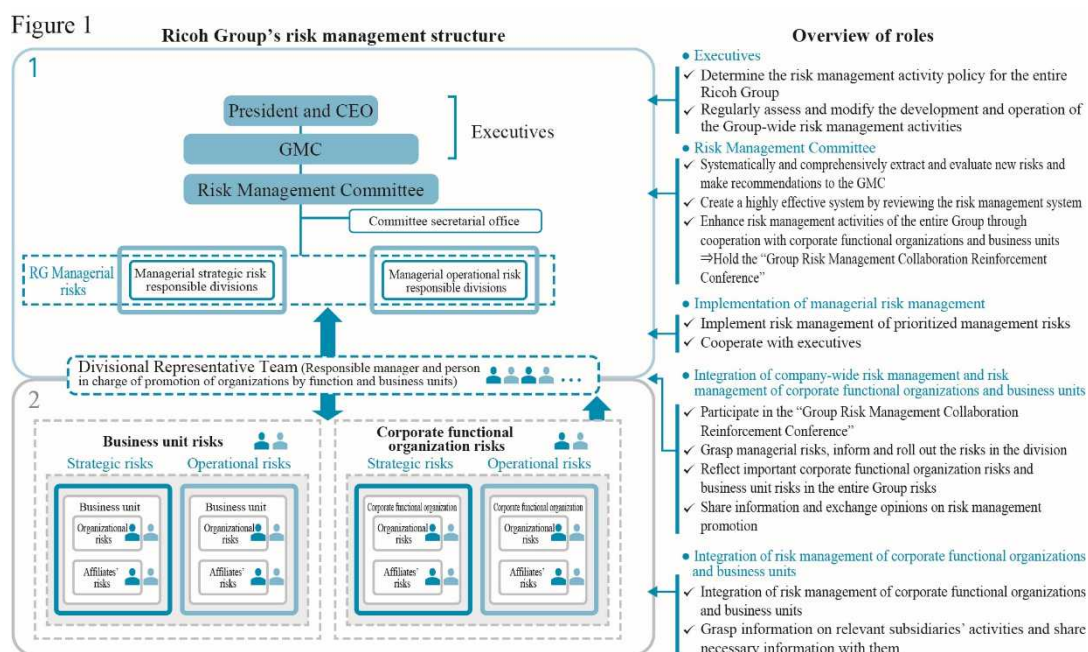 Figure 1
Ricoh Group's risk management structure
1
President and CEO
GMC
Executives
Risk Management Committee
Committee secretarial office
RG Managerial
risks
Managerial strategic risk
responsible divisions
Managerial operational risk
responsible divisions
Divisional Representative Team (Responsible manager and person
in charge of promotion of organizations by function and business units)
...
2
Business unit risks
Strategic risks
Operational risks
Business unit
Organizational
risks
Affiliates'
risks
Business unit
Organizational
risks
Affiliates'
risks
Corporate functional
organization risks
Strategic risks
Operational risks
Corporate functional organization
Organizational
risks
Affiliates'
risks
Corporate functional organization
Organizational
risks
Affiliates'
risks
Overview of roles
● Executives
✓ Determine the risk management activity policy for the entire
Ricoh Group
✓ Regularly assess and modify the development and operation of
the Group-wide risk management activities
● Risk Management Committee
✓ Systematically and comprehensively extract and evaluate new risks and
make recommendations to the GMC
✓ Create a highly effective system by reviewing the risk management system
✓ Enhance risk management activities of the entire Group through
cooperation with corporate functional organizations and business units
⇒Hold the "Group Risk Management Collaboration Reinforcement
Conference"
● Implementation of managerial risk management
✓ Implement risk management of prioritized management risks
✓ Cooperate with executives
● Integration of company-wide risk management and risk
management of corporate functional organizations and business units
✓ Participate in the "Group Risk Management Collaboration
Reinforcement Conference"
✓ Grasp managerial risks, inform and roll out the risks in the division
✓ Reflect important corporate functional organization risks and
business unit risks in the entire Group risks
✓ Share information and exchange opinions on risk management
promotion
● Integration of risk management of corporate functional organizations
and business units
✓ Integration of risk management of corporate functional organizations
and business units
✓ Grasp information on relevant subsidiaries' activities and share
necessary information with them